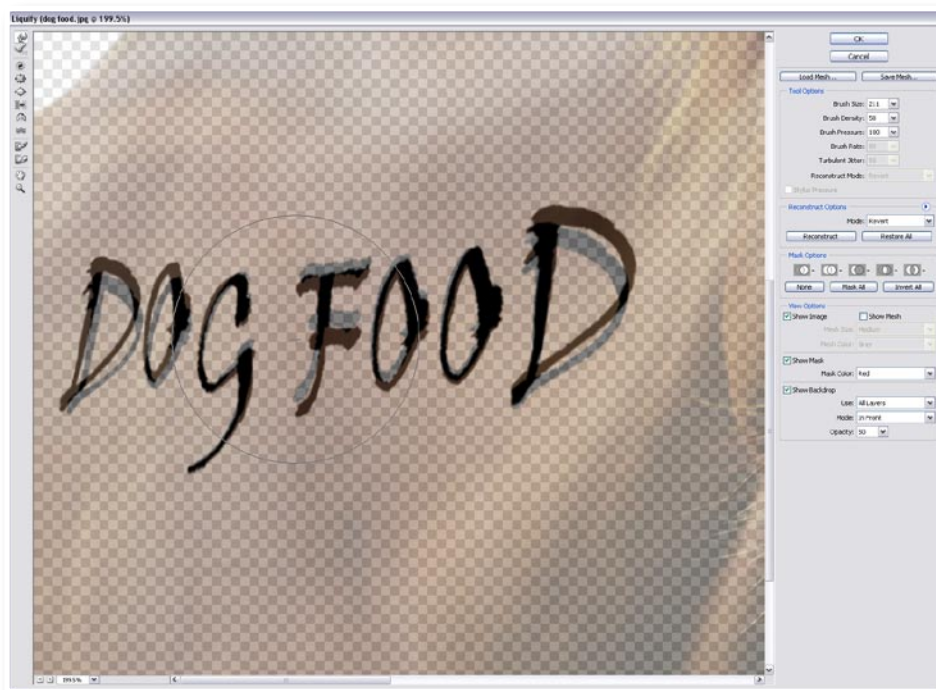 Liquify (dog food.jpg @ 199.5%)
OK
Cancel
Load Mesh...
Save Mesh...
Tool Options
Brush Size: 211
Brush Density: 50
Brush Pressure: 100
Brush Rate:
Turbulent Jitter:
Reconstruct Mode: Revert
Stylus Pressure
Reconstruct Options
Mode: Revert
Reconstruct
Restore All
Mask Options
None
Mask All
Invert All
View Options
Show Image
Show Mesh
Mesh Size: Medium
Mesh Color: Gray
Show Mask
Mask Color: Red
Show Backdrop
Use: All Layers
Mode: In Front
Opacity: 50
DOG FOOD
199.5%